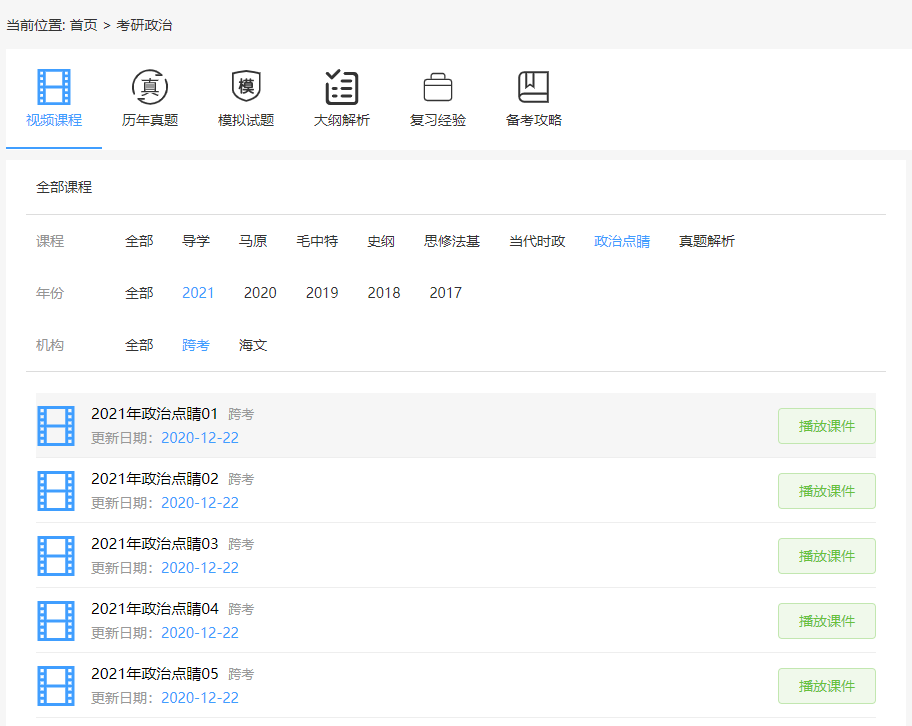 当前位置: 首页 > 考研政治
真 模
视频课程 历年真题 模拟试题 大纲解析 复习经验 备考攻略
全部课程
课程 全部 导学 马原 毛中特 史纲 思修法基 当代时政 政治点睛 真题解析
年份 全部 2021 2020 2019 2018 2017
机构 全部 跨考 海文
2021年政治点睛01 跨考
更新日期：2020-12-22
播放课件
2021年政治点睛02 跨考
更新日期：2020-12-22
播放课件
2021年政治点睛03 跨考
更新日期：2020-12-22
播放课件
2021年政治点睛04 跨考
更新日期：2020-12-22
播放课件
2021年政治点睛05 跨考
更新日期：2020-12-22
播放课件